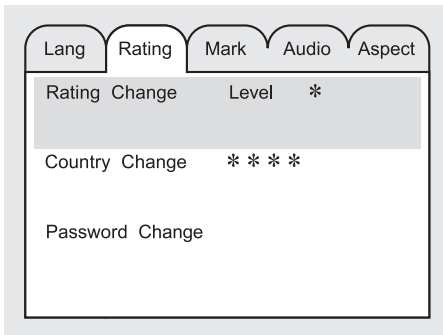 Lang Rating Mark Audio Aspect
Rating Change Level *
Country Change ****
Password Change